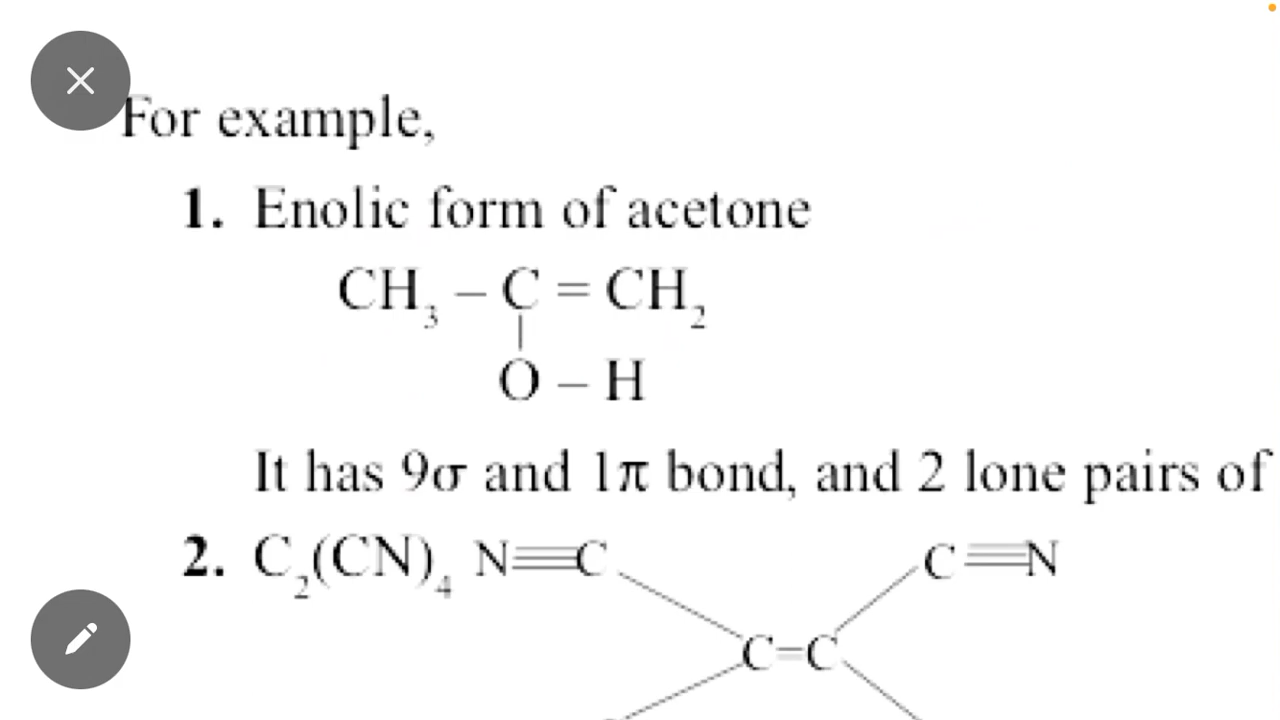 For example,
1. Enolic form of acetone
CH₃ – C = CH₂
|
O – H
It has 9σ and 1π bond, and 2 lone pairs of
2. C₂(CN)₄ N≡C C≡N
C=C